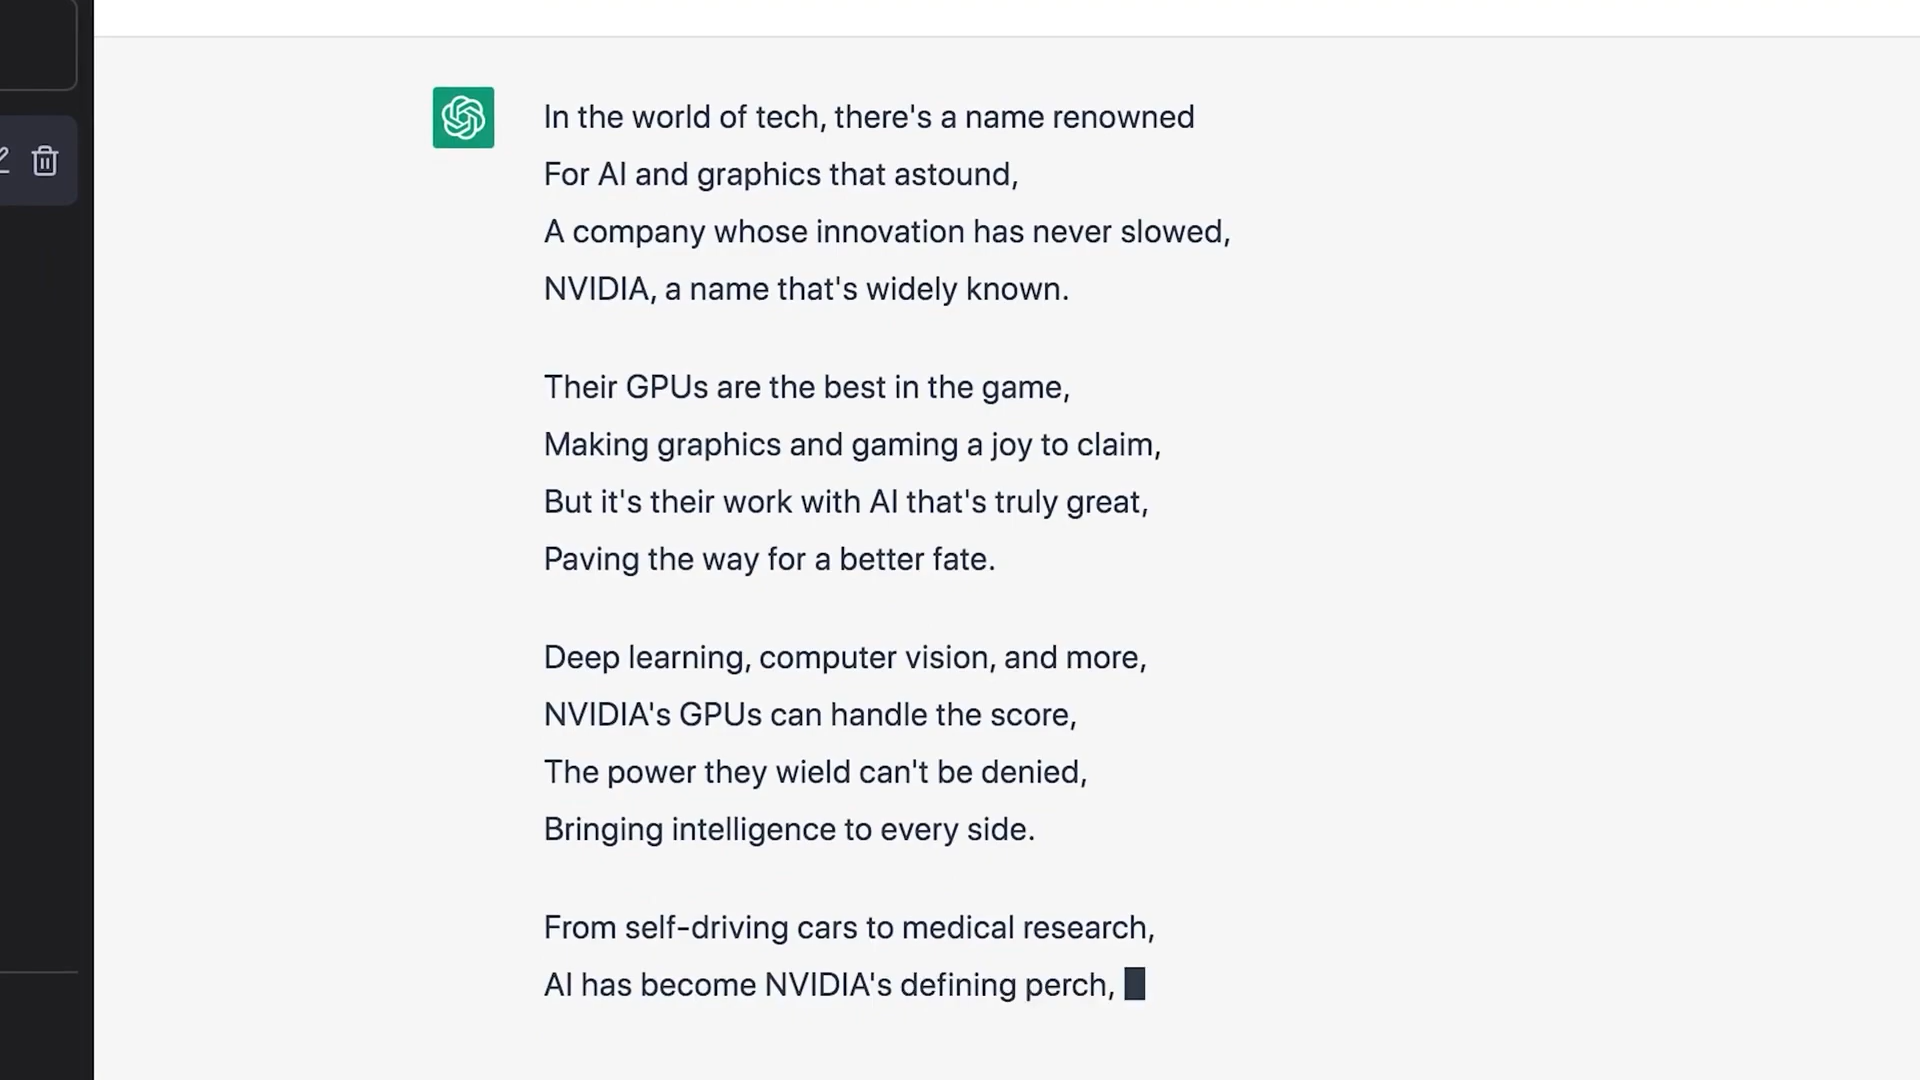 In the world of tech, there's a name renowned
For AI and graphics that astound,
A company whose innovation has never slowed,
NVIDIA, a name that's widely known.
Their GPUs are the best in the game,
Making graphics and gaming a joy to claim,
But it's their work with AI that's truly great,
Paving the way for a better fate.
Deep learning, computer vision, and more,
NVIDIA's GPUs can handle the score,
The power they wield can't be denied,
Bringing intelligence to every side.
From self-driving cars to medical research,
AI has become NVIDIA's defining perch,